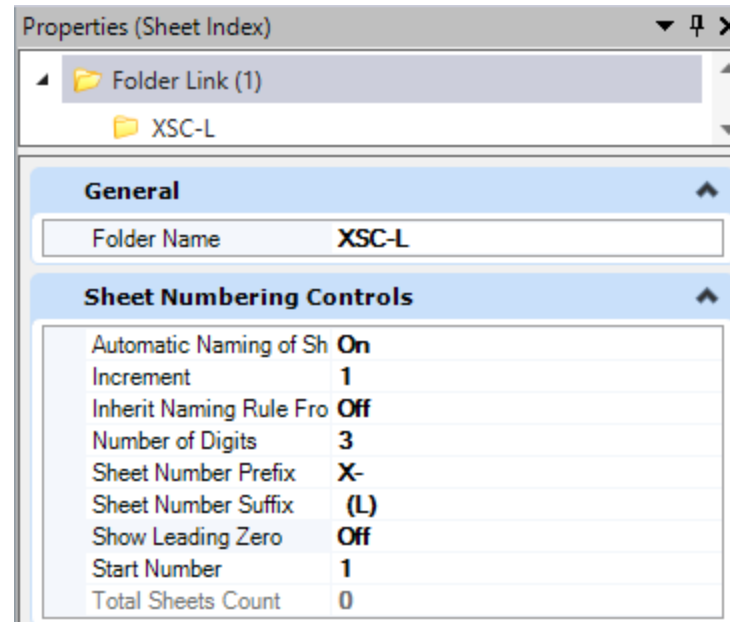 Properties (Sheet Index)
Folder Link (1)
XSC-L
General
Folder Name XSC-L
Sheet Numbering Controls
Automatic Naming of Sh On
Increment 1
Inherit Naming Rule Fro Off
Number of Digits 3
Sheet Number Prefix X-
Sheet Number Suffix (L)
Show Leading Zero Off
Start Number 1
Total Sheets Count 0